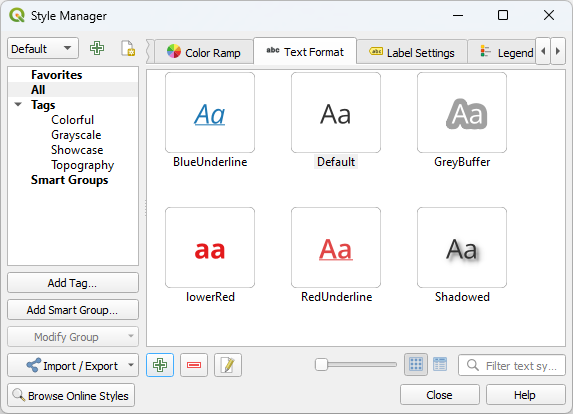 Style Manager
Default
Color Ramp
abc Text Format
abc Label Settings
Legend
Favorites
All
Tags
Colorful
Grayscale
Showcase
Topography
Smart Groups
Aa
Aa
Aa
BlueUnderline
Default
GreyBuffer
aa
Aa
Aa
lowerRed
RedUnderline
Shadowed
Add Tag...
Add Smart Group...
Modify Group
Import / Export
Filter text sy...
Browse Online Styles
Close
Help